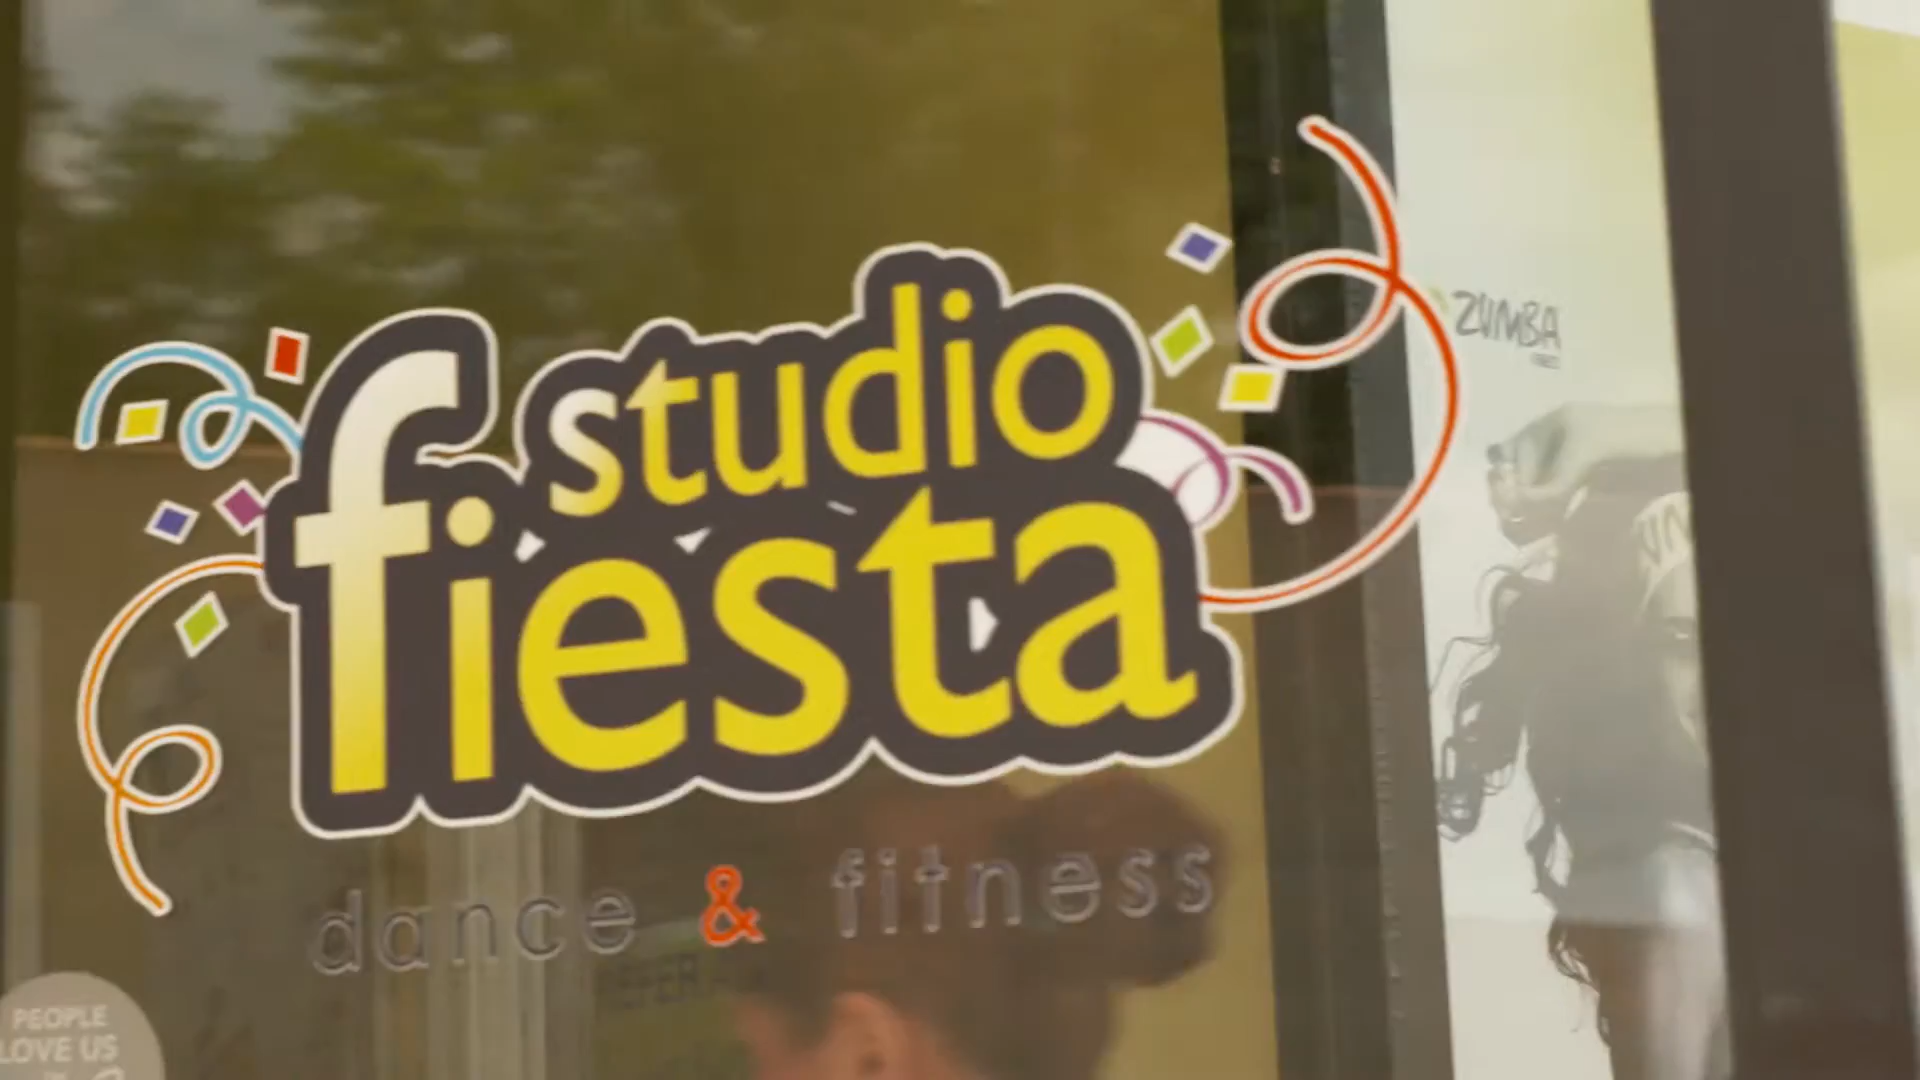 studio
fiesta
dance & fitness
ZUMBA
PEOPLE
LOVE US